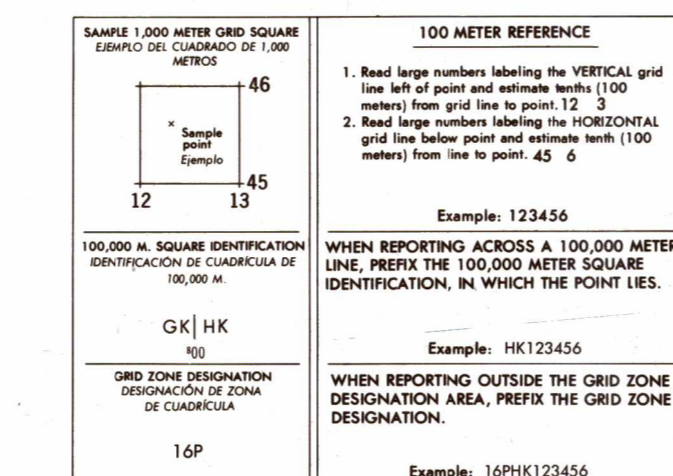 SAMPLE 1,000 METER GRID SQUARE
EJEMPLO DEL CUADRADO DE 1,000
METROS
46
Sample
point
Ejemplo
45
12 13
100,000 M. SQUARE IDENTIFICATION
IDENTIFICACIÓN DE CUADRÍCULA DE
100,000 M.
GK| HK
⁸00
GRID ZONE DESIGNATION
DESIGNACIÓN DE ZONA
DE CUADRÍCULA
16P
100 METER REFERENCE
1. Read large numbers labeling the VERTICAL grid
line left of point and estimate tenths (100
meters) from grid line to point. 12 3
2. Read large numbers labeling the HORIZONTAL
grid line below point and estimate tenth (100
meters) from line to point. 45 6
Example: 123456
WHEN REPORTING ACROSS A 100,000 METER
LINE, PREFIX THE 100,000 METER SQUARE
IDENTIFICATION, IN WHICH THE POINT LIES.
Example: HK123456
WHEN REPORTING OUTSIDE THE GRID ZONE
DESIGNATION AREA, PREFIX THE GRID ZONE
DESIGNATION.
Example: 16PHK123456